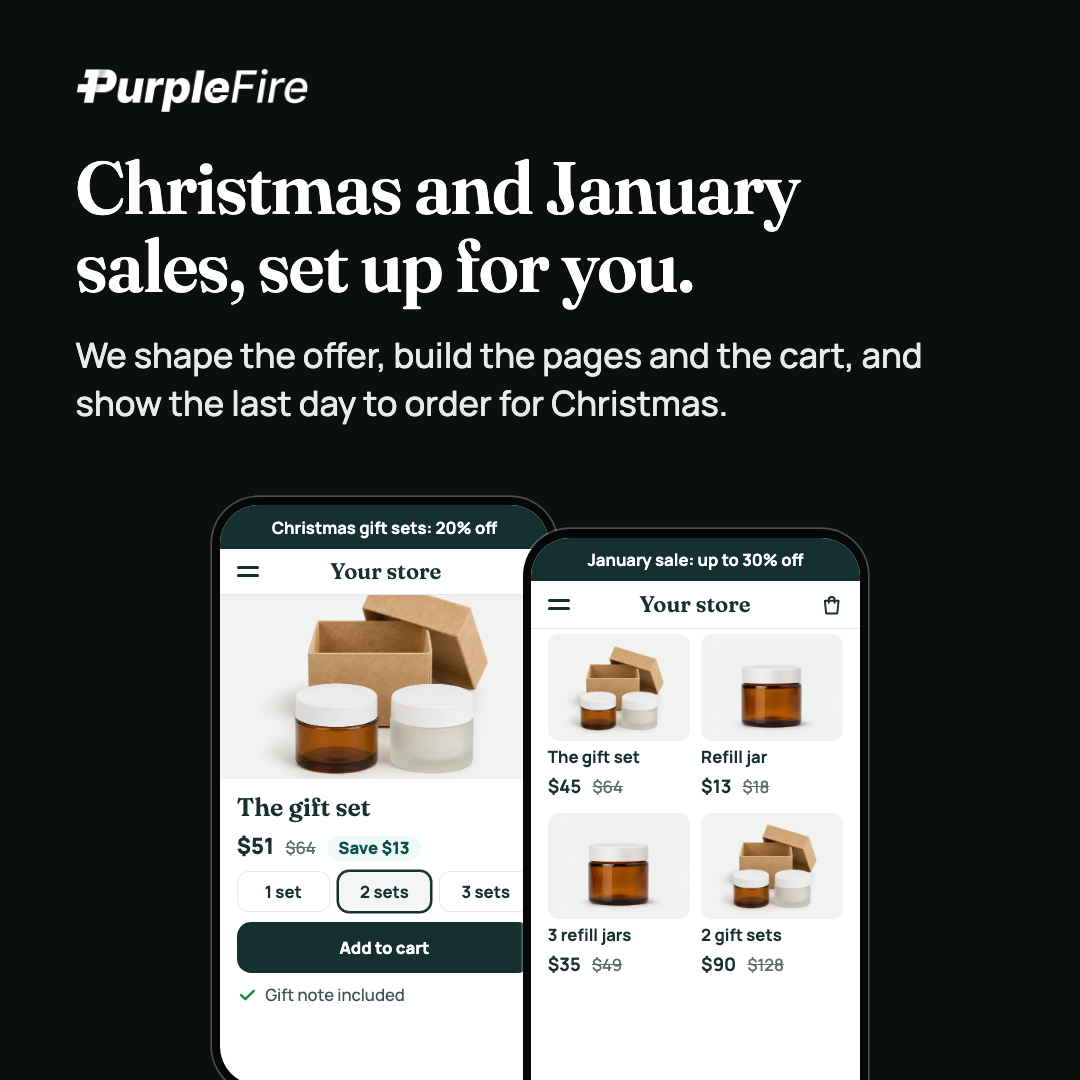 PurpleFire
Christmas and January
sales, set up for you.
We shape the offer, build the pages and the cart, and
show the last day to order for Christmas.
Christmas gift sets: 20% off
Your store
The gift set
$51 $64 Save $13
1 set 2 sets 3 sets
Add to cart
Gift note included
January sale: up to 30% off
Your store
The gift set Refill jar
$45 $64 $13 $18
3 refill jars 2 gift sets
$35 $49 $90 $128